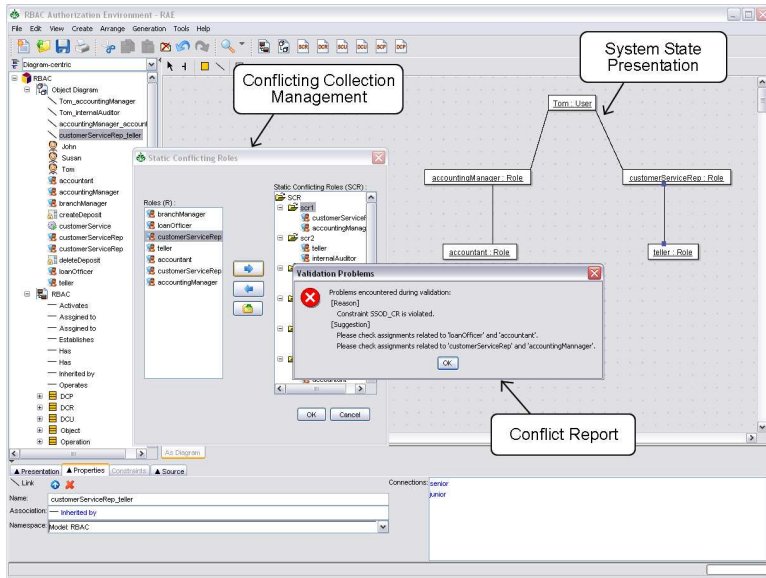 RBAC Authorization Environment - RAE
File Edit View Create Arrange Generation Tools Help
SCR DCR DCR SCU DCU SCP DCP
Diagram-centric
RBAC
Object Diagram
Tom_accountingManager
Tom_internalAuditor
accountingManager_account
customerServiceRep_teller
John
Susan
Tom
accountant
accountingManager
branchManager
createDeposit
customerService
customerServiceRep
customerServiceRep
deleteDeposit
loanOfficer
teller
RBAC
Activates
Assgined to
Assgined to
Establishes
Has
Has
Inherited by
Operates
DCP
DCR
DCU
Object
Operation
Conflicting Collection
Management
System State
Presentation
Tom : User
accountingManager : Role
customerServiceRep : Role
accountant : Role
teller : Role
Static Conflicting Roles
Roles (R) :
branchManager
loanOfficer
customerServiceRep
teller
accountant
customerServiceRep
accountingManager
Static Conflicting Roles (SCR) :
SCR
scr1
customerServiceR
accountingManag
scr2
teller
internalAuditor
accountant
OK Cancel
Validation Problems
Problems encountered during validation:
[Reason]
Constraint SSOD_CR is violated.
[Suggestion]
Please check assignments related to 'loanOfficer' and 'accountant'.
Please check assignments related to 'customerServiceRep' and 'accountingMannager'.
OK
Conflict Report
As Diagram
Presentation Properties Constraints Source
Link
Name: customerServiceRep_teller
Association: Inherited by
Namespace: Model: RBAC
Connections: senior
junior